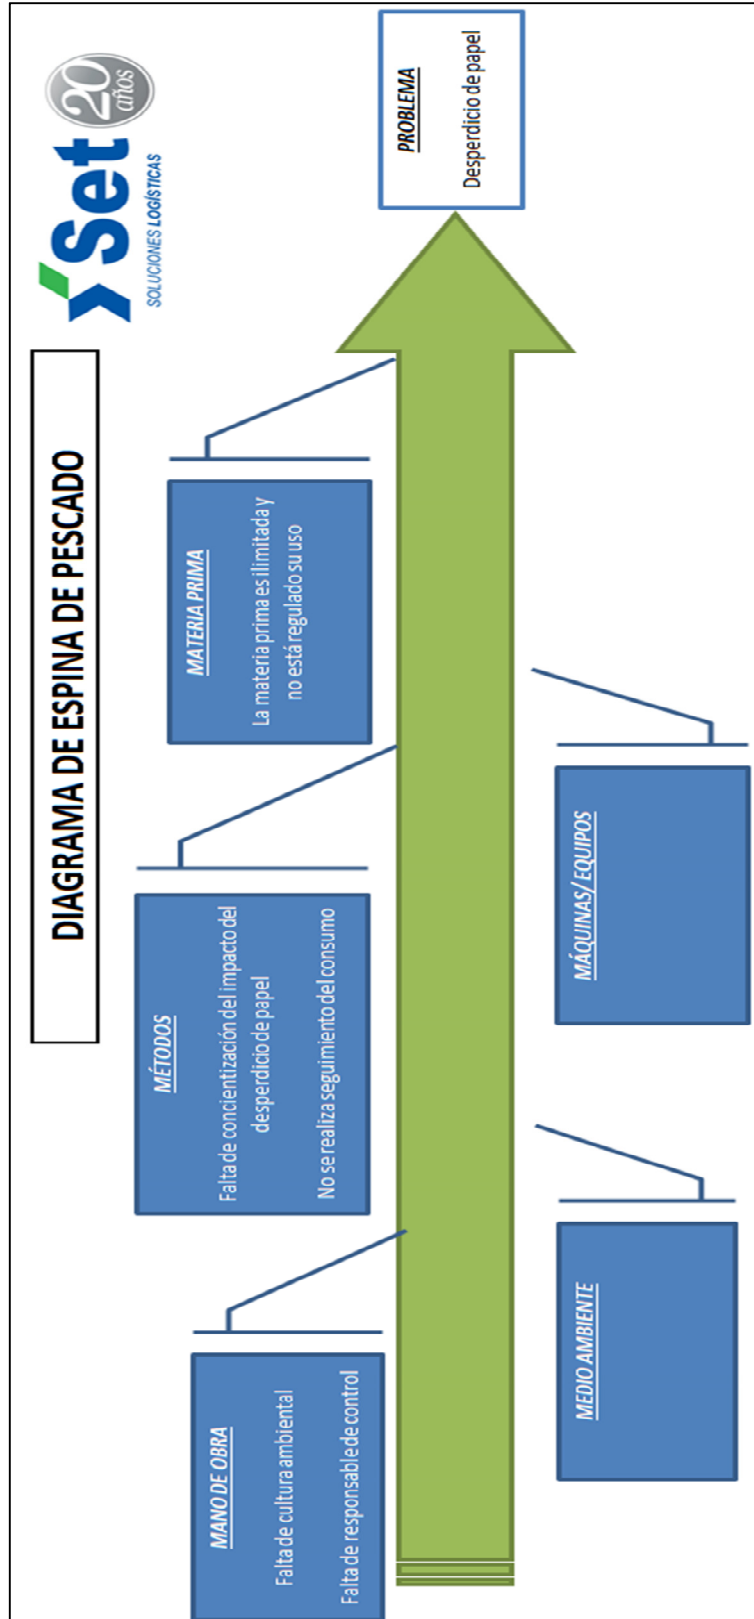 DIAGRAMA DE ESPINA DE PESCADO
Set
20
años
SOLUCIONES LOGÍSTICAS
MANO DE OBRA
Falta de cultura ambiental
Falta de responsable de control
MÉTODOS
Falta de concientización del impacto del
desperdicio de papel
No se realiza seguimiento del consumo
MATERIA PRIMA
La materia prima es ilimitada y
no está regulado su uso
PROBLEMA
Desperdicio de papel
MEDIO AMBIENTE
MÁQUINAS/ EQUIPOS